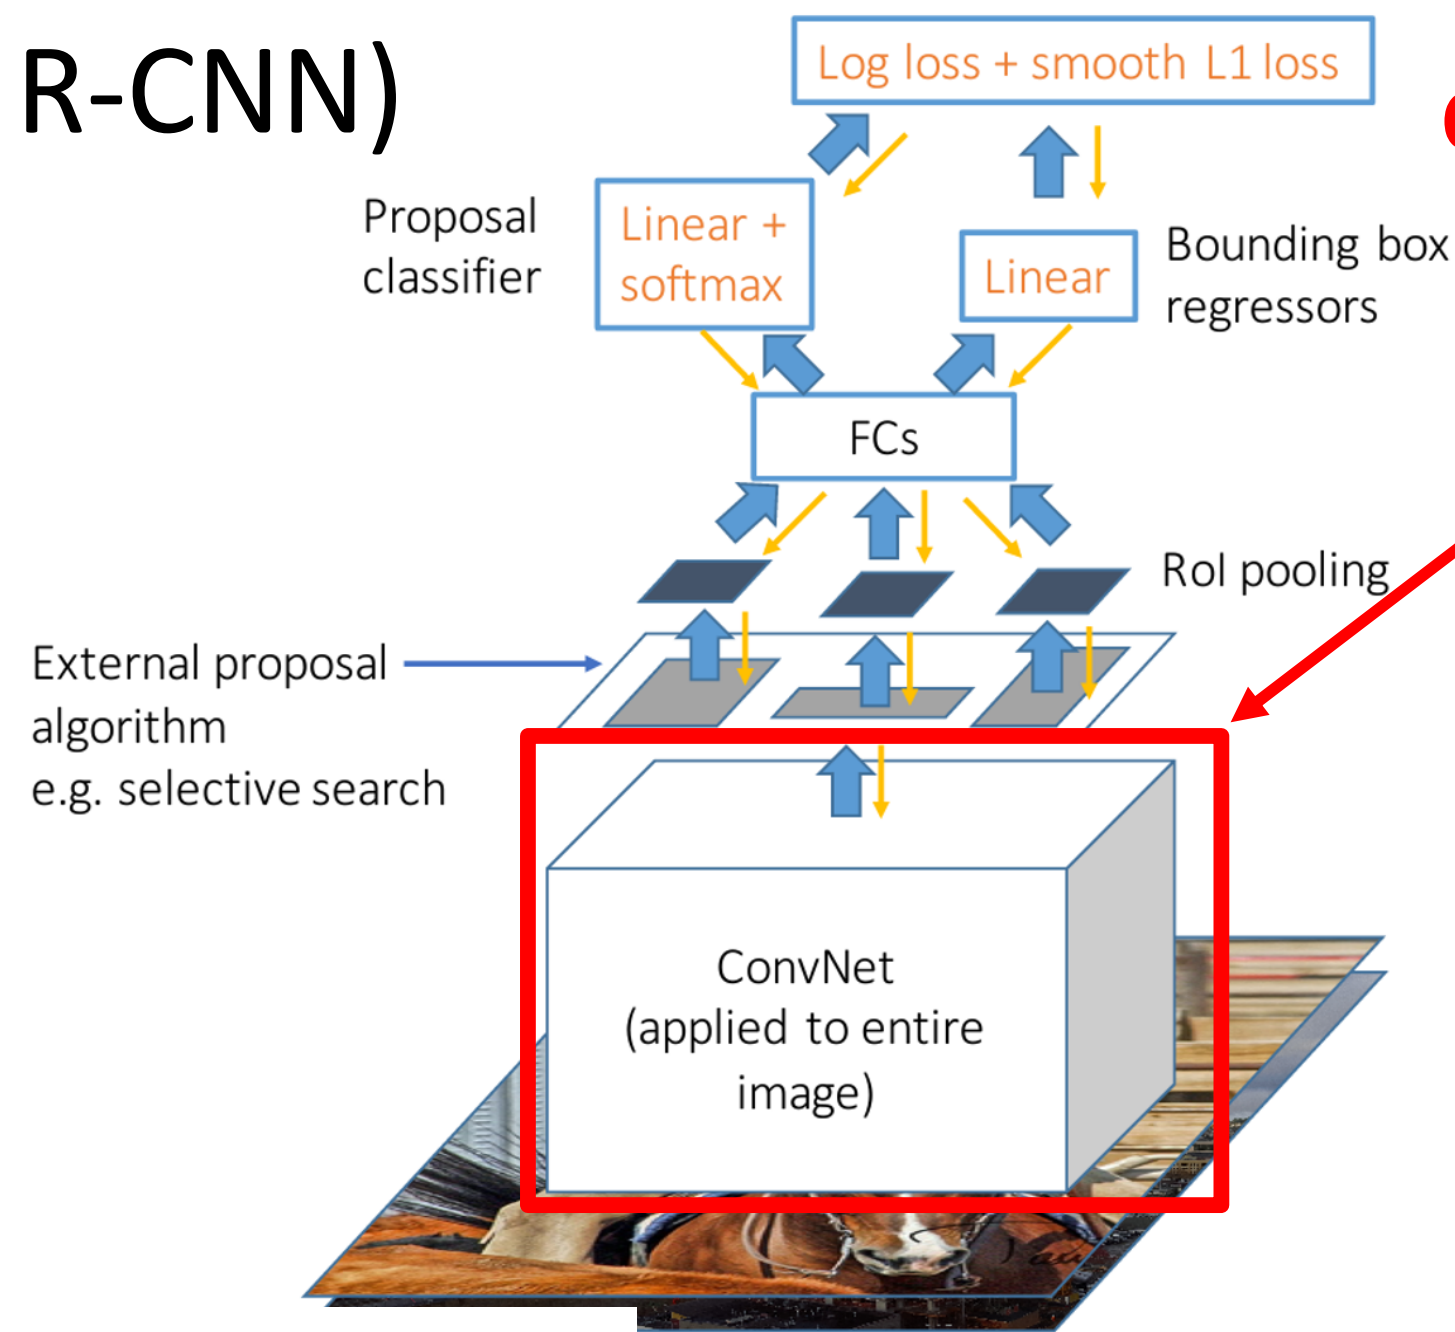 R-CNN)
Log loss + smooth L1 loss
Proposal
classifier
Linear +
softmax
Linear
Bounding box
regressors
FCs
RoI pooling
External proposal
algorithm
e.g. selective search
ConvNet
(applied to entire
image)